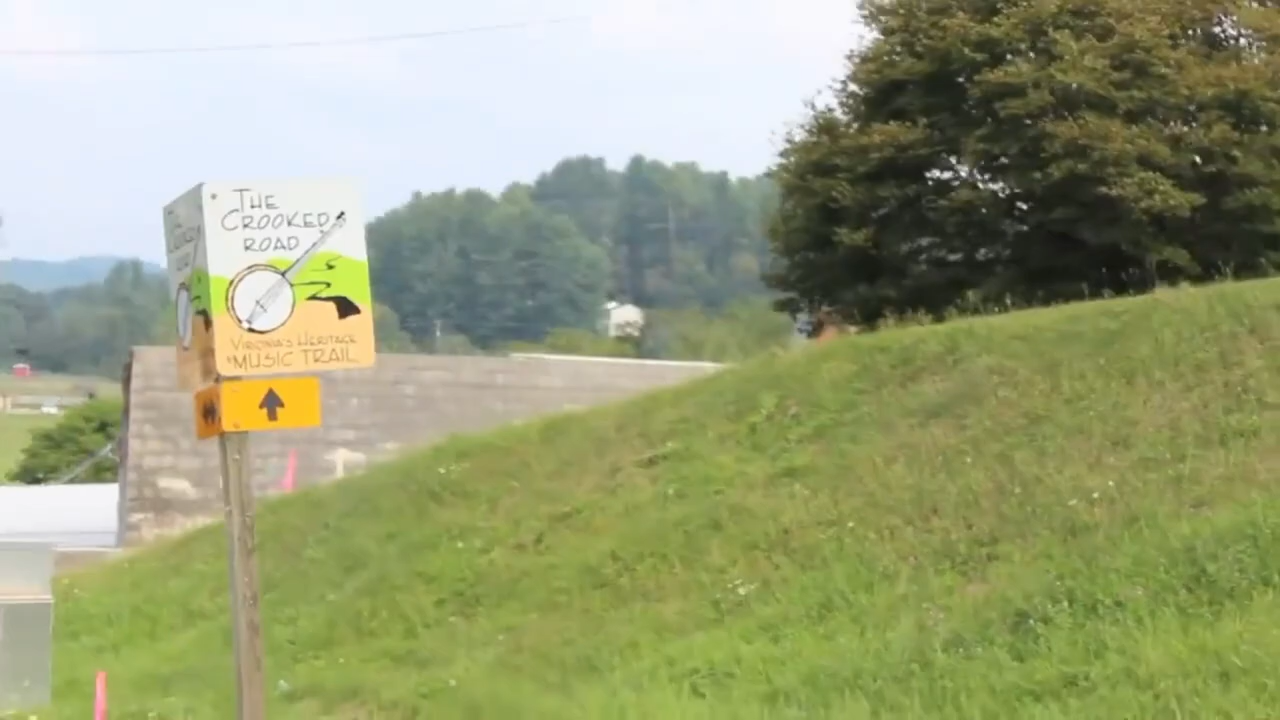 THE
CROOKED
ROAD
VIRGINIA'S HERITAGE
MUSIC TRAIL